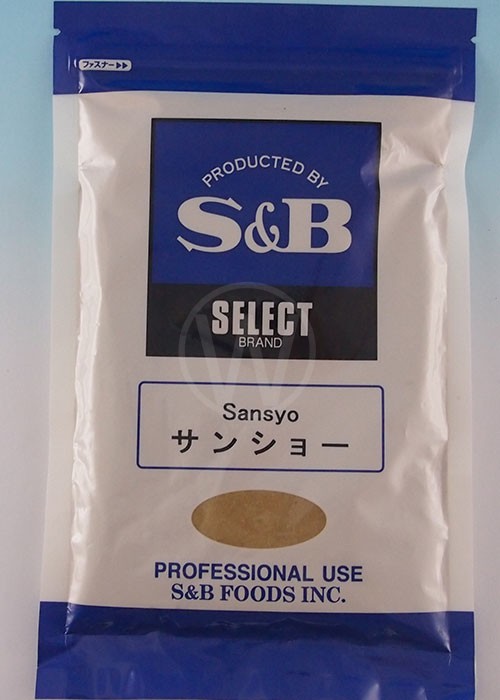 ファスナー▶▶
PRODUCTED BY
S&B
SELECT
BRAND
Sansyo
サンショー
PROFESSIONAL USE
S&B FOODS INC.
W